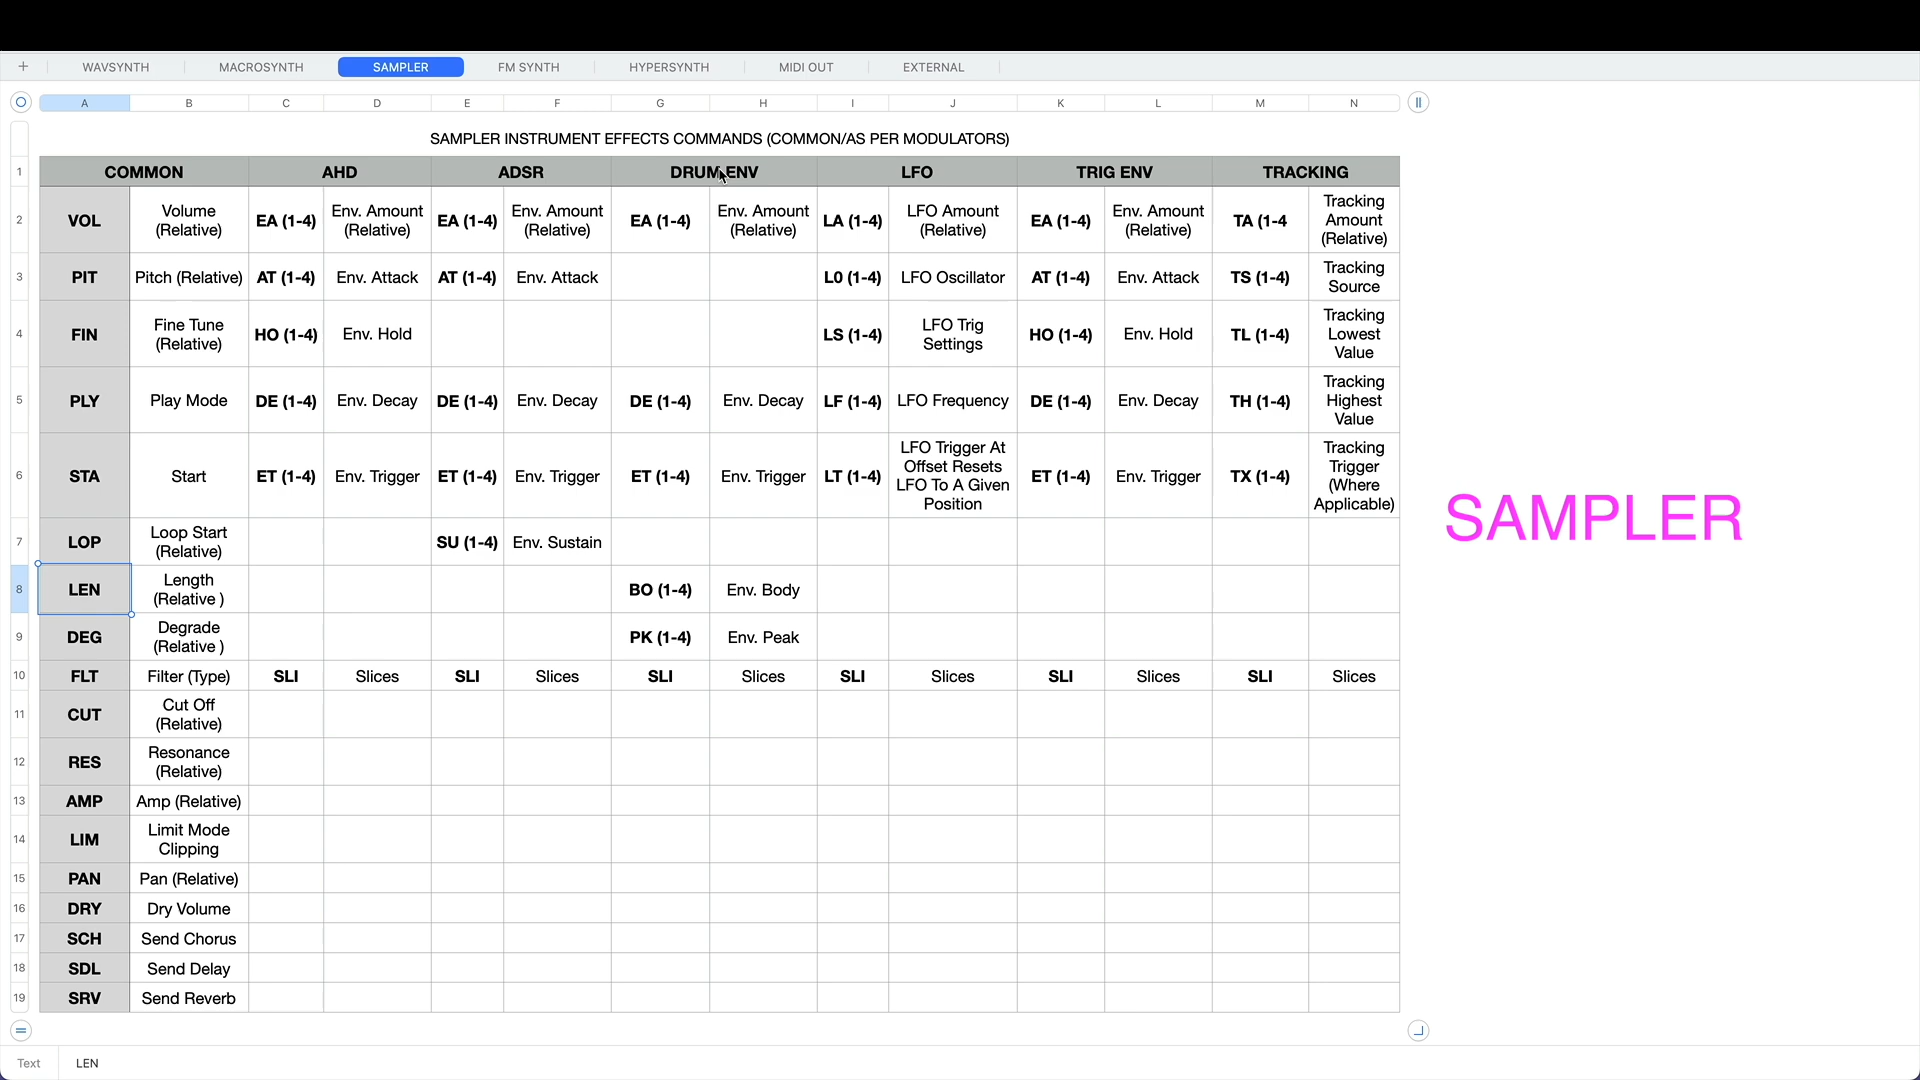 + WAVSYNTH MACROSYNTH SAMPLER FM SYNTH HYPERSYNTH MIDI OUT EXTERNAL
A B C D E F G H I J K L M N
SAMPLER INSTRUMENT EFFECTS COMMANDS (COMMON/AS PER MODULATORS)
1 COMMON AHD ADSR DRUM ENV LFO TRIG ENV TRACKING
2 VOL Volume (Relative) EA (1-4) Env. Amount (Relative) EA (1-4) Env. Amount (Relative) EA (1-4) Env. Amount (Relative) LA (1-4) LFO Amount (Relative) EA (1-4) Env. Amount (Relative) TA (1-4 Tracking Amount (Relative)
3 PIT Pitch (Relative) AT (1-4) Env. Attack AT (1-4) Env. Attack L0 (1-4) LFO Oscillator AT (1-4) Env. Attack TS (1-4) Tracking Source
4 FIN Fine Tune (Relative) HO (1-4) Env. Hold LS (1-4) LFO Trig Settings HO (1-4) Env. Hold TL (1-4) Tracking Lowest Value
5 PLY Play Mode DE (1-4) Env. Decay DE (1-4) Env. Decay DE (1-4) Env. Decay LF (1-4) LFO Frequency DE (1-4) Env. Decay TH (1-4) Tracking Highest Value
6 STA Start ET (1-4) Env. Trigger ET (1-4) Env. Trigger ET (1-4) Env. Trigger LT (1-4) LFO Trigger At Offset Resets LFO To A Given Position ET (1-4) Env. Trigger TX (1-4) Tracking Trigger (Where Applicable)
7 LOP Loop Start (Relative) SU (1-4) Env. Sustain
8 LEN Length (Relative ) BO (1-4) Env. Body
9 DEG Degrade (Relative ) PK (1-4) Env. Peak
10 FLT Filter (Type) SLI Slices SLI Slices SLI Slices SLI Slices SLI Slices SLI Slices
11 CUT Cut Off (Relative)
12 RES Resonance (Relative)
13 AMP Amp (Relative)
14 LIM Limit Mode Clipping
15 PAN Pan (Relative)
16 DRY Dry Volume
17 SCH Send Chorus
18 SDL Send Delay
19 SRV Send Reverb
SAMPLER
Text LEN